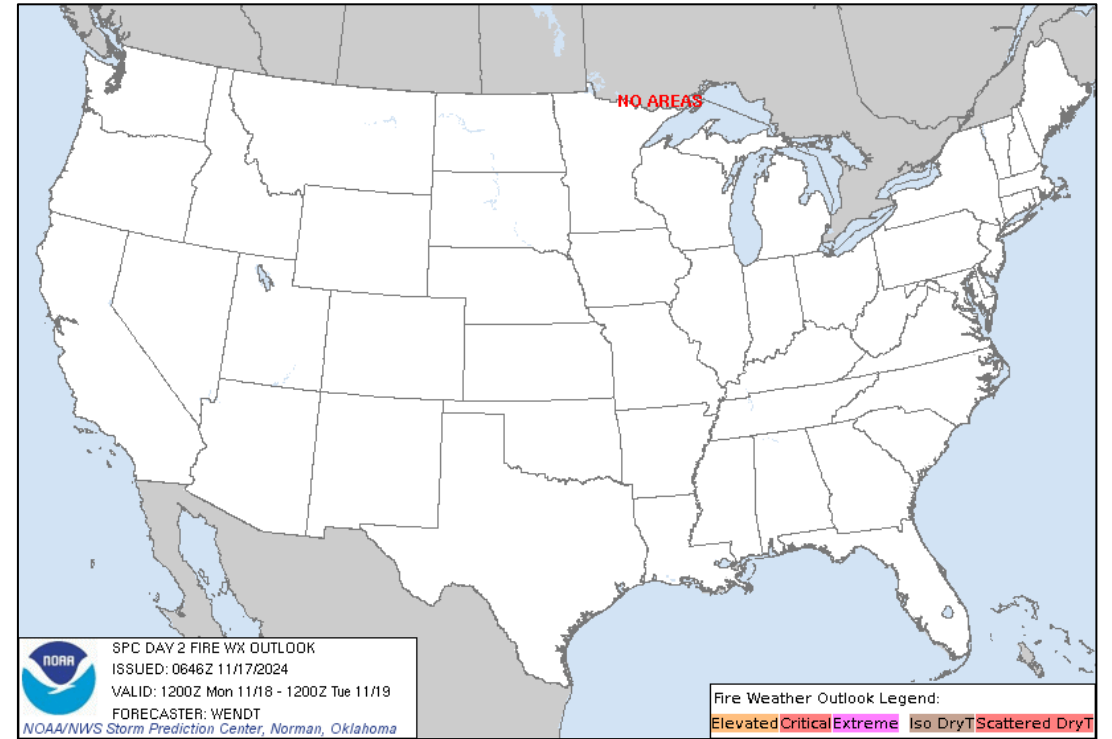 NO AREAS
NOAA
SPC DAY 2 FIRE WX OUTLOOK
ISSUED: 0646Z 11/17/2024
VALID: 1200Z Mon 11/18 - 1200Z Tue 11/19
FORECASTER: WENDT
NOAA/NWS Storm Prediction Center, Norman, Oklahoma
Fire Weather Outlook Legend:
Elevated Critical Extreme Iso DryT Scattered DryT